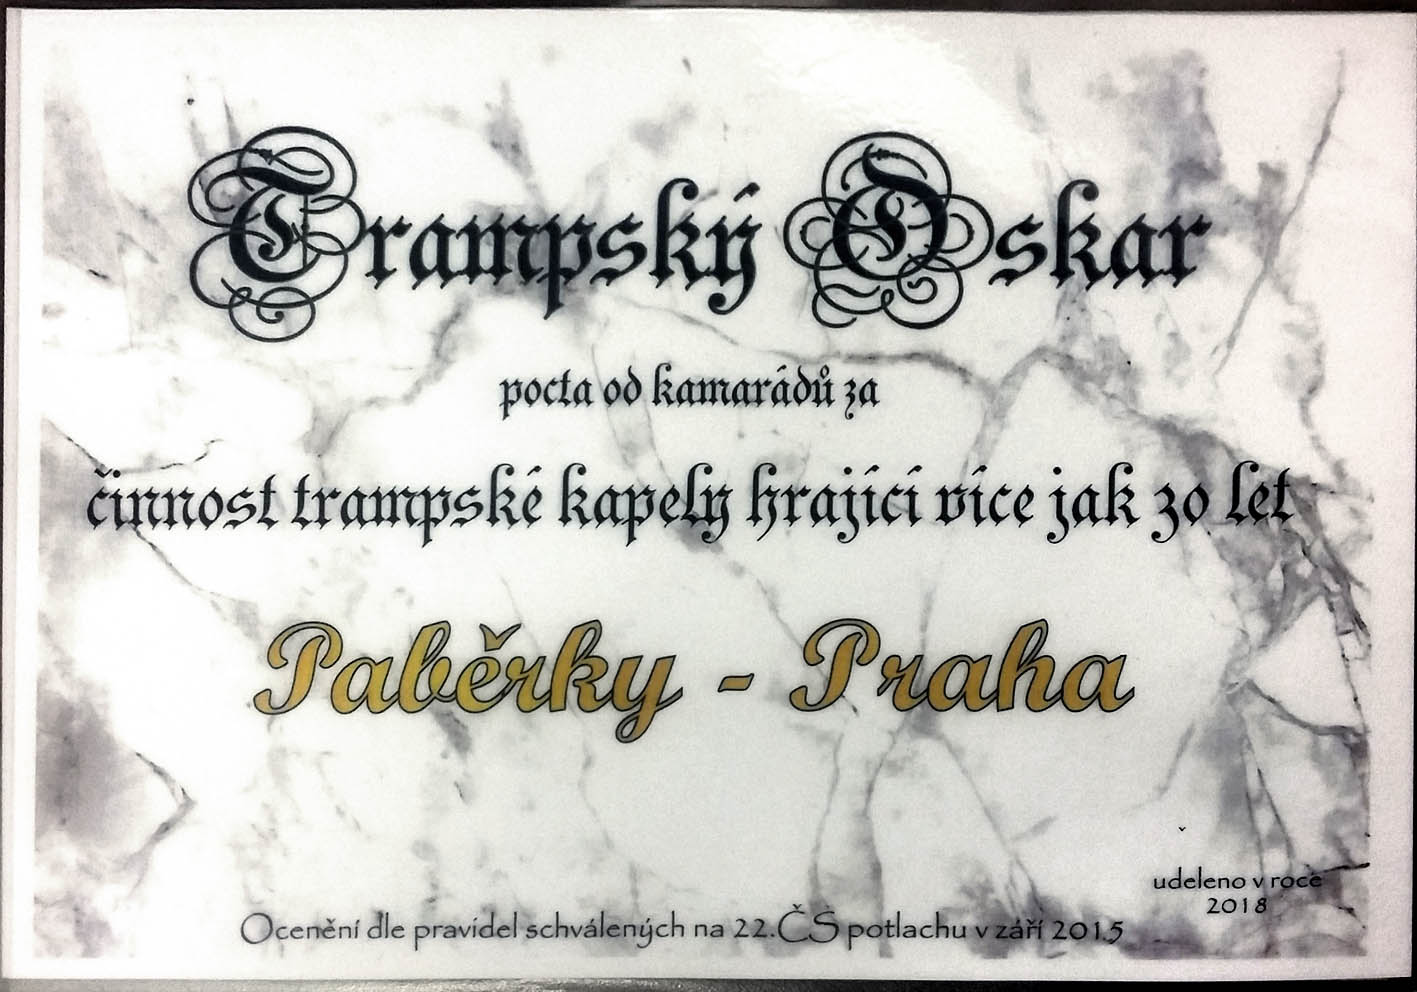 Trampský Oskar
pocta od kamarádů za
činnost trampské kapely hrající více jak 30 let
Paběrky - Praha
uděleno v roce
2018
Ocenění dle pravidel schválených na 22.ČS potlachu v září 2015